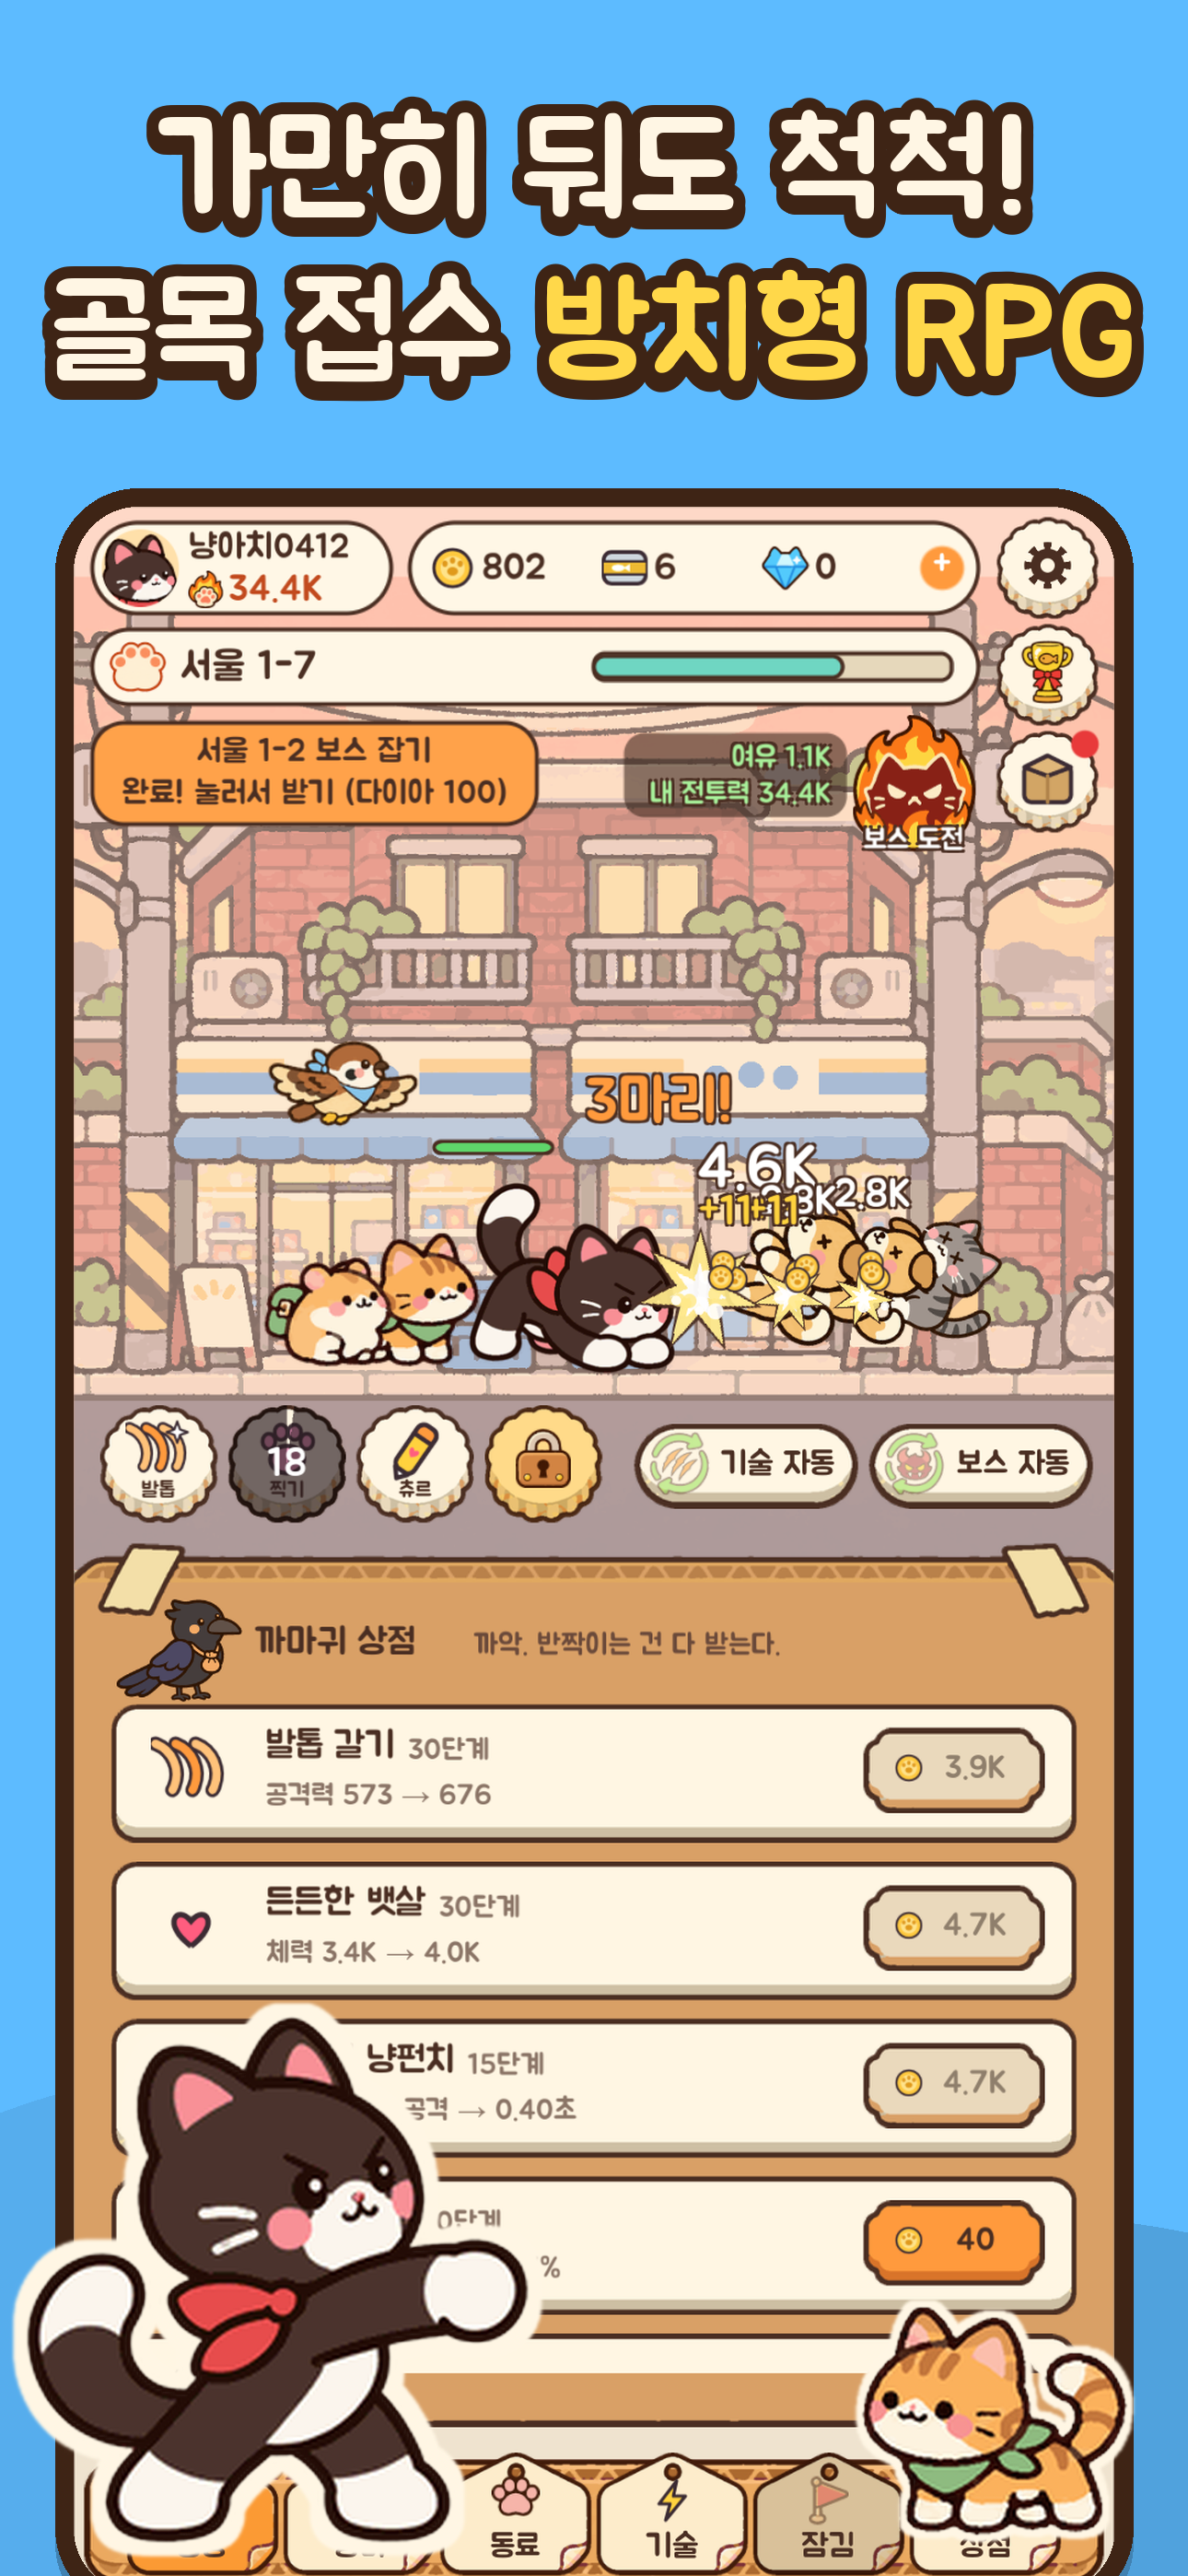 가만히 둬도 척척!
골목 접수 방치형 RPG
냥아치0412
34.4K
802
6
0
서울 1-7
서울 1-2 보스 잡기
완료! 눌러서 받기 (다이아 100)
여유 1.1K
내 전투력 34.4K
보스 도전
3마리!
4.6K
+11
+11
2.8K
발톱
18
찍기
츄르
기술 자동
보스 자동
까마귀 상점
까악. 반짝이는 건 다 받는다.
발톱 갈기 30단계
공격력 573 → 676
3.9K
든든한 뱃살 30단계
체력 3.4K → 4.0K
4.7K
냥펀치 15단계
공격 → 0.40초
4.7K
0단계
%
40
동료
기술
잠김
상점